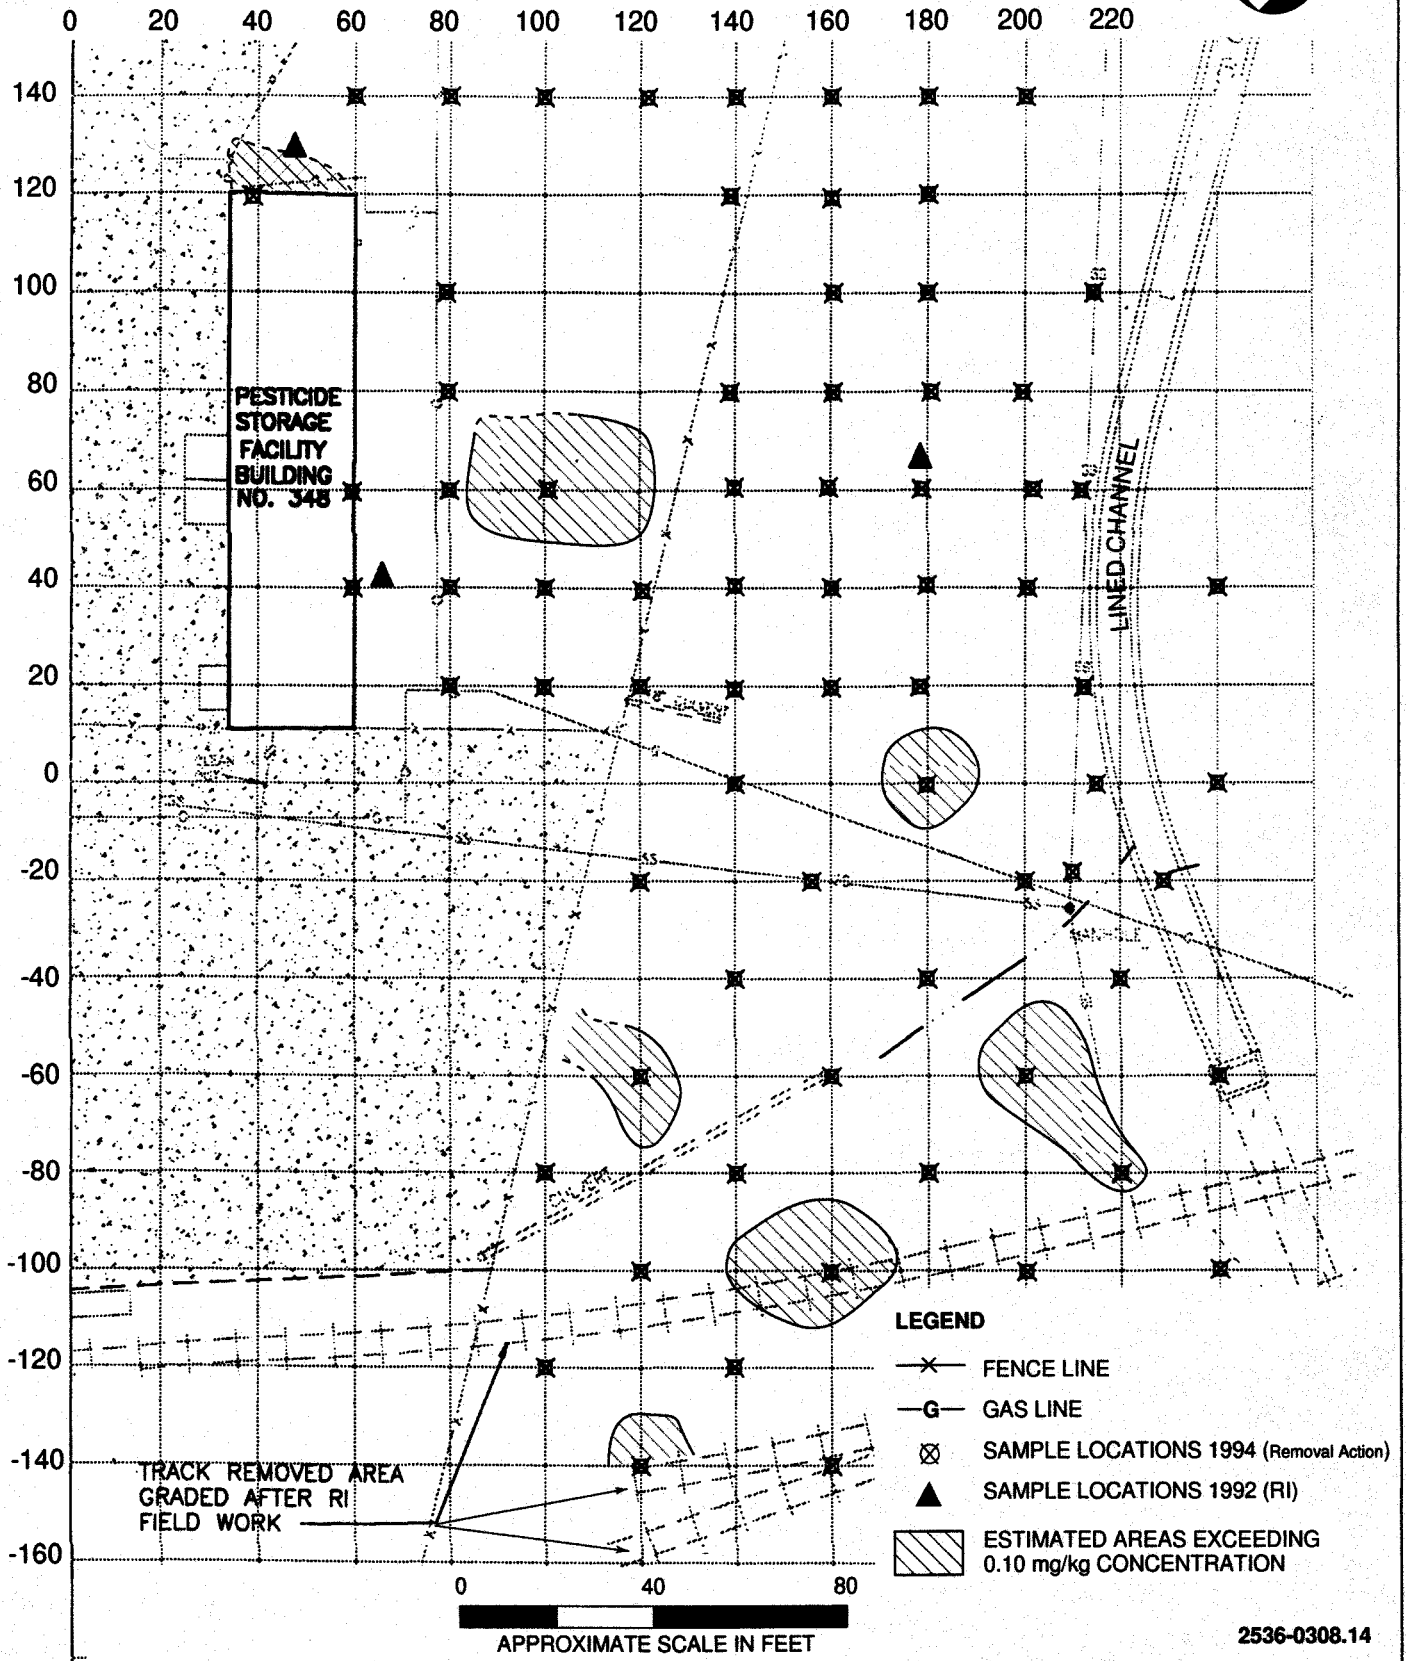 0 20 40 60 80 100 120 140 160 180 200 220
140
120
100
80
60
40
20
0
-20
-40
-60
-80
-100
-120
-140
-160
PESTICIDE
STORAGE
FACILITY
BUILDING
NO. 348
LINED CHANNEL
SS
TRACK REMOVED AREA
GRADED AFTER RI
FIELD WORK
LEGEND
FENCE LINE
G GAS LINE
SAMPLE LOCATIONS 1994 (Removal Action)
SAMPLE LOCATIONS 1992 (RI)
ESTIMATED AREAS EXCEEDING
0.10 mg/kg CONCENTRATION
0 40 80
APPROXIMATE SCALE IN FEET
2536-0308.14